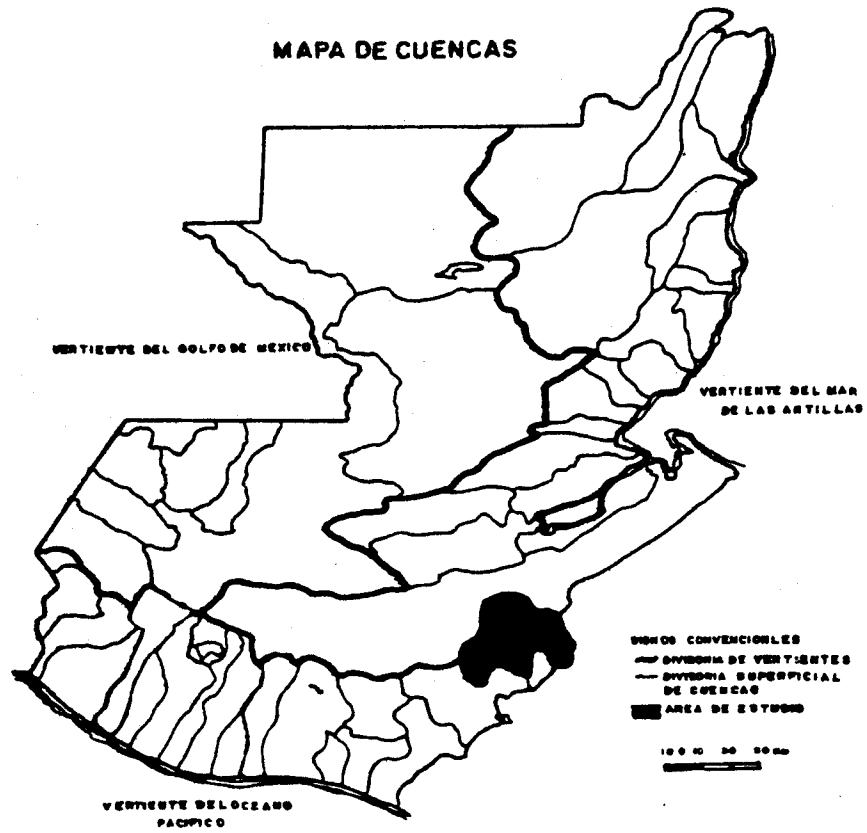 MAPA DE CUENCAS
VERTIENTE DEL GOLFO DE MEXICO
VERTIENTE DEL MAR
DE LAS ANTILLAS
SIGNOS CONVENCIONALES
DIVISORIA DE VERTIENTES
DIVISORIA SUPERFICIAL
DE CUENCAS
AREA DE ESTUDIO
VERTIENTE DEL OCEANO
PACIFICO